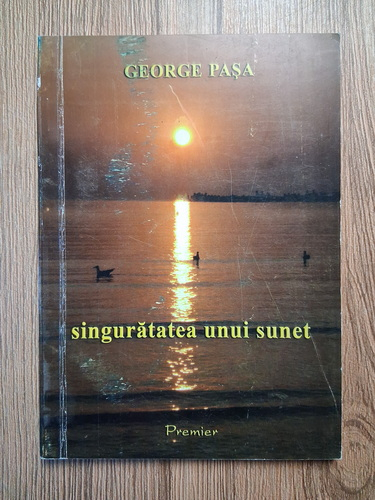 GEORGE PAȘA
singurătatea unui sunet
Premier